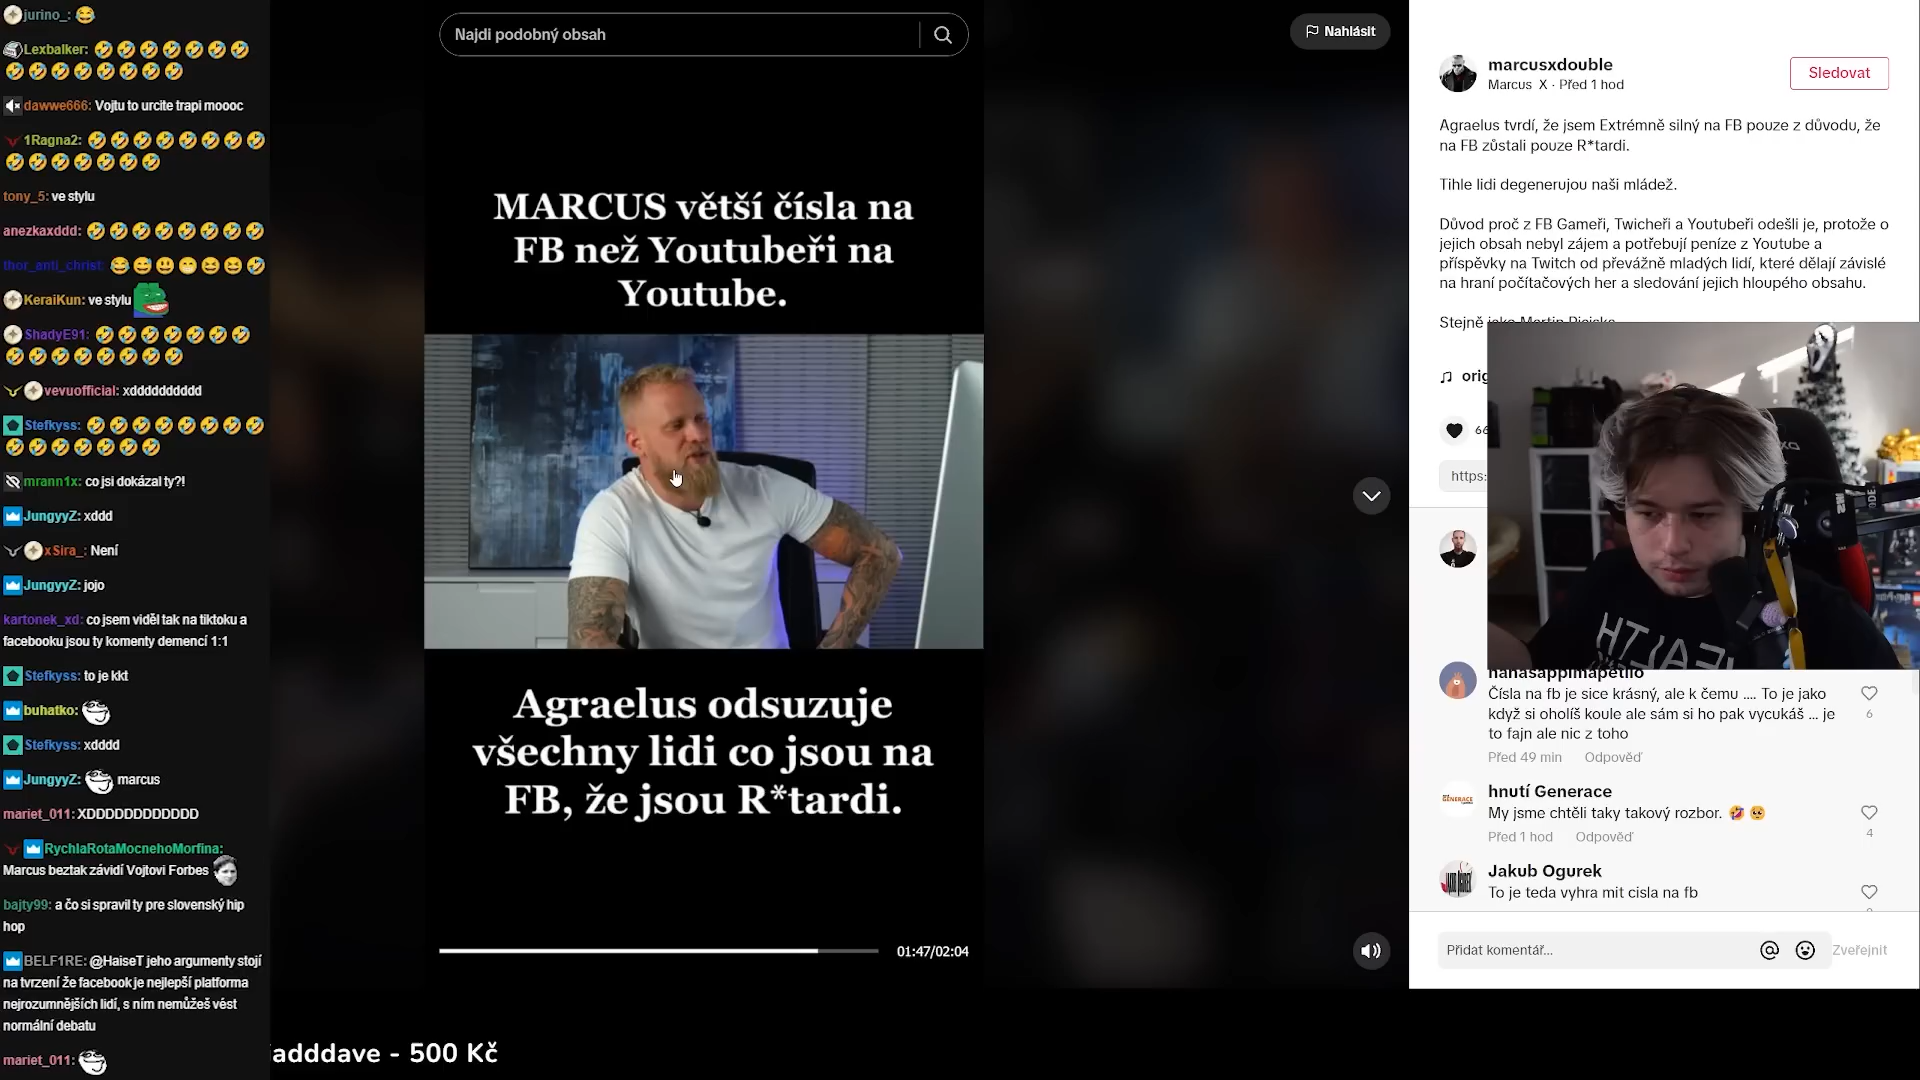 jurino_:
Lexbalker:
dawwe666: Vojtu to urcite trapi moooc
1Ragna2:
tony_5: ve stylu
anezkaxddd:
thor_anti_christ:
KeraiKun: ve stylu
ShadyE91:
vevuofficial: xdddddddddd
Stefkyss:
mrann1x: co jsi dokázal ty?!
JungyyZ: xddd
xSira_: Není
JungyyZ: jojo
kartonek_xd: co jsem viděl tak na tiktoku a
facebooku jsou ty komenty demencí 1:1
Stefkyss: to je kkt
buhatko:
Stefkyss: xdddd
JungyyZ: marcus
mariet_011: XDDDDDDDDDDDD
RychlaRotaMocnehoMorfina:
Marcus beztak závidí Vojtovi Forbes
bajty99: a čo si spravil ty pre slovenský hip
hop
BELF1RE: @HaiseT jeho argumenty stojí
na tvrzení že facebook je nejlepší platforma
nejrozumnějších lidí, s ním nemůžeš vést
normální debatu
mariet_011:
Najdi podobný obsah
Nahlásit
MARCUS větší čísla na
FB než Youtubeři na
Youtube.
Agraelus odsuzuje
všechny lidi co jsou na
FB, že jsou R*tardi.
01:47/02:04
adddave - 500 Kč
marcusxdouble
Marcus X · Před 1 hod
Sledovat
Agraelus tvrdí, že jsem Extrémně silný na FB pouze z důvodu, že
na FB zůstali pouze R*tardi.
Tihle lidi degenerujou naši mládež.
Důvod proč z FB Gameři, Twicheři a Youtubeři odešli je, protože o
jejich obsah nebyl zájem a potřebují peníze z Youtube a
příspěvky na Twitch od převážně mladých lidí, které dělají závislé
na hraní počítačových her a sledování jejich hloupého obsahu.
Stejně jako Martin
orig
66
https:
Čísla na fb je sice krásný, ale k čemu .... To je jako
když si oholíš koule ale sám si ho pak vycukáš ... je
to fajn ale nic z toho
6
Před 49 min Odpověď
hnutí Generace
My jsme chtěli taky takový rozbor.
4
Před 1 hod Odpověď
Jakub Ogurek
To je teda vyhra mit cisla na fb
Přidat komentář...
Zveřejnit